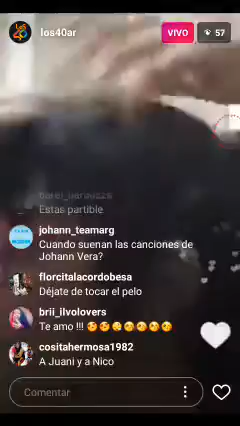 los40ar
VIVO
57
Estas partible
johann_teamarg
Cuando suenan las canciones de
Johann Vera?
florcitalacordobesa
Déjate de tocar el pelo
brii_ilvolovers
Te amo !!! 😘😘😘😘😘😘😘
cositahermosa1982
A Juani y a Nico
Comentar